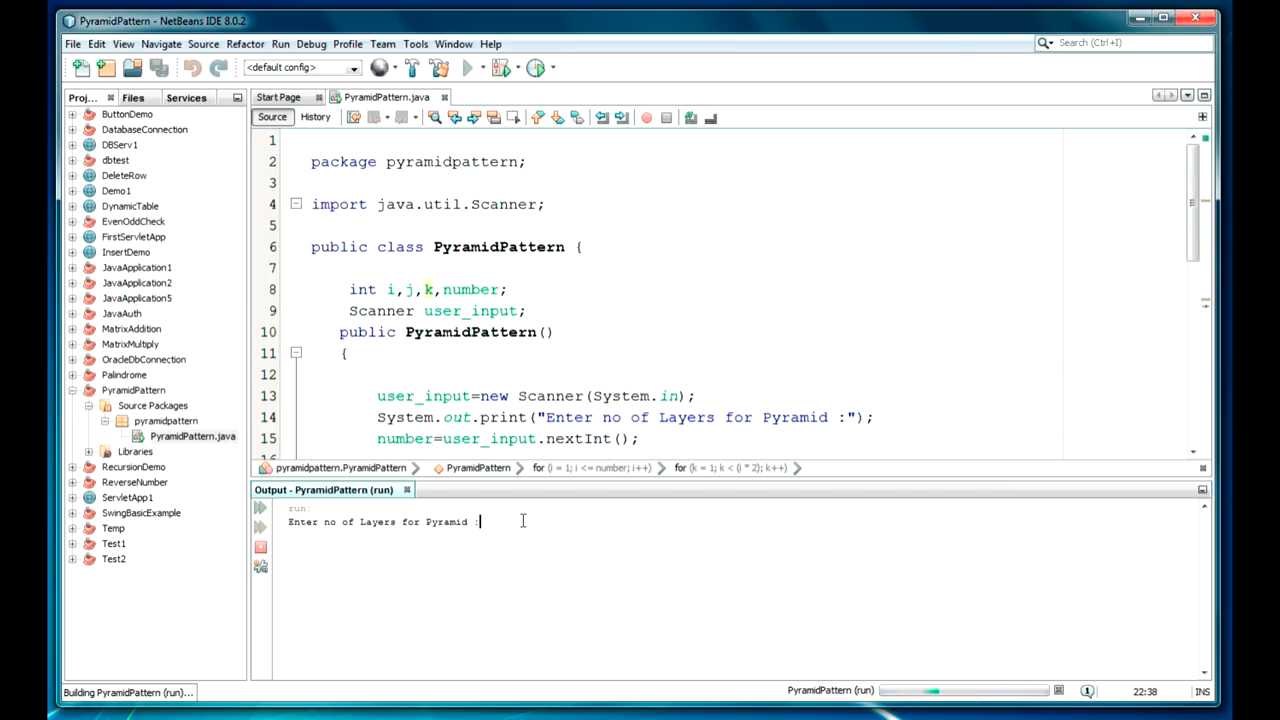 PyramidPattern - NetBeans IDE 8.0.2
File Edit View Navigate Source Refactor Run Debug Profile Team Tools Window Help
Search (Ctrl+I)
<default config>
Proj... Files Services
Start Page PyramidPattern.java
Source History
ButtonDemo
DatabaseConnection
DBServ1
dbtest
DeleteRow
Demo1
DynamicTable
EvenOddCheck
FirstServletApp
InsertDemo
JavaApplication1
JavaApplication2
JavaApplication5
JavaAuth
MatrixAddition
MatrixMultiply
OracleDbConnection
Palindrome
PyramidPattern
Source Packages
pyramidpattern
PyramidPattern.java
Libraries
RecursionDemo
ReverseNumber
ServletApp1
SwingBasicExample
Temp
Test1
Test2
1
2 package pyramidpattern;
3
4 import java.util.Scanner;
5
6 public class PyramidPattern {
7
8 int i,j,k,number;
9 Scanner user_input;
10 public PyramidPattern()
11 {
12
13 user_input=new Scanner(System.in);
14 System.out.print("Enter no of Layers for Pyramid :");
15 number=user_input.nextInt();
pyramidpattern.PyramidPattern PyramidPattern for (i = 1; i <= number; i++) for (k = 1; k < (i * 2); k++)
Output - PyramidPattern (run)
run:
Enter no of Layers for Pyramid :
Building PyramidPattern (run)...
PyramidPattern (run)
1
22:38
INS